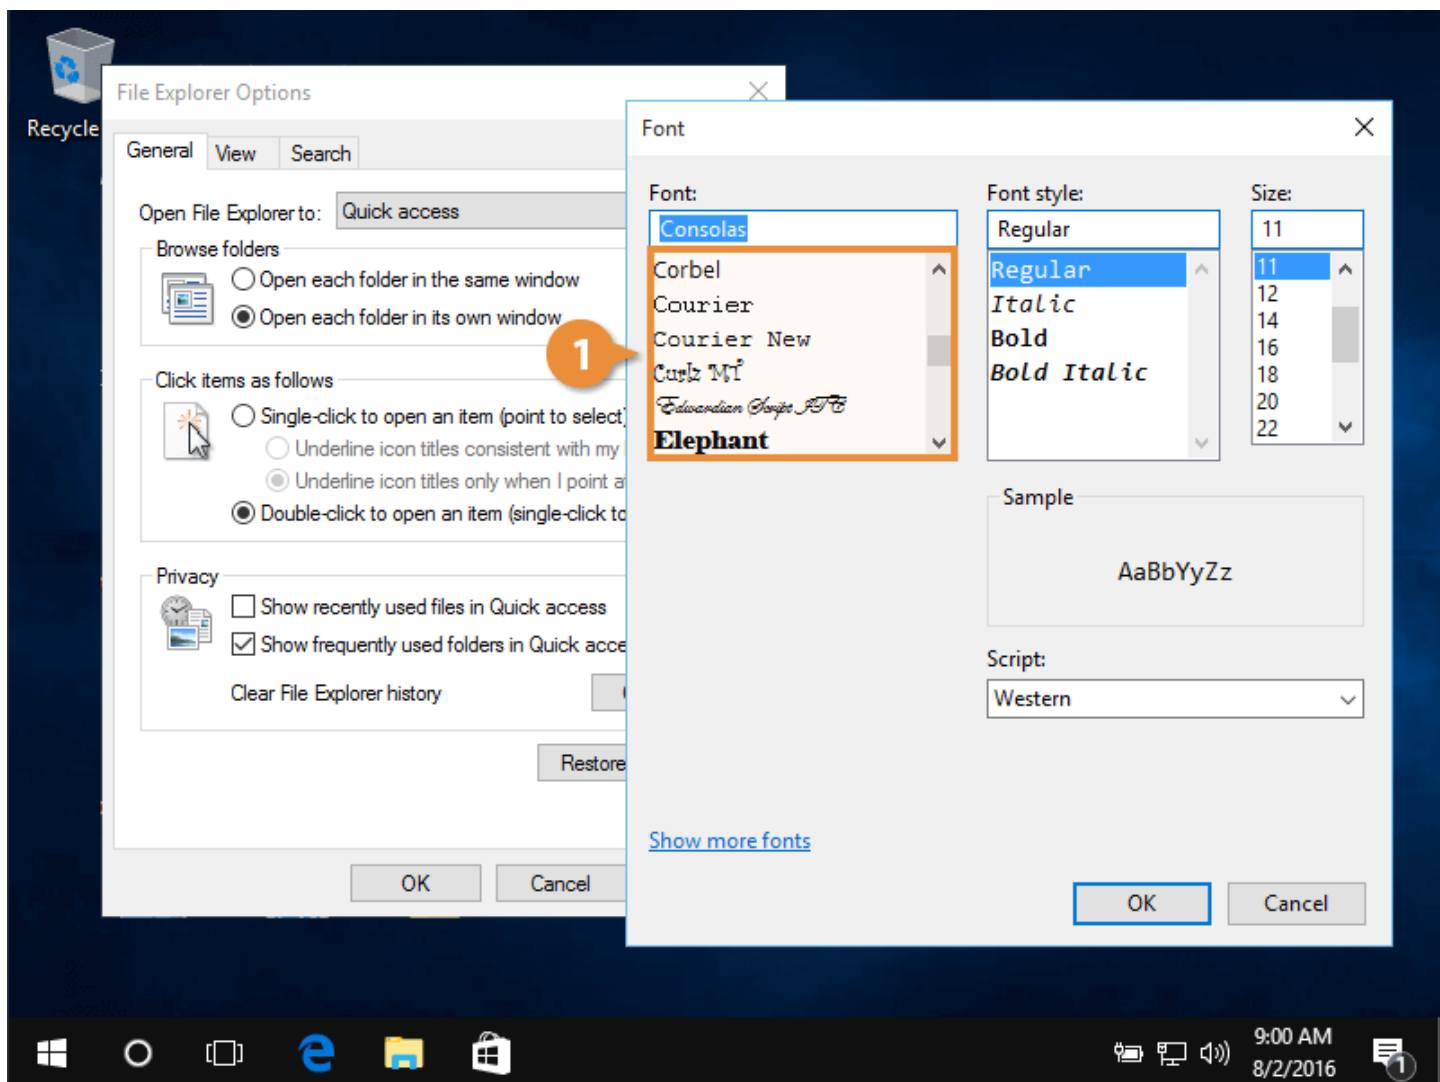 Recycle
File Explorer Options
General
View
Search
Open File Explorer to:
Quick access
Browse folders
Open each folder in the same window
Open each folder in its own window
Click items as follows
Single-click to open an item (point to select)
Underline icon titles consistent with my
Underline icon titles only when I point
Double-click to open an item (single-click to
Privacy
Show recently used files in Quick access
Show frequently used folders in Quick
Clear File Explorer history
Restore
OK
Cancel
1
Font
Font:
Consolas
Corbel
Courier
Courier New
Curlz MT
Edwardian Script ITC
Elephant
Font style:
Regular
Regular
Italic
Bold
Bold Italic
Size:
11
11
12
14
16
18
20
22
Sample
AaBbYyZz
Script:
Western
Show more fonts
OK
Cancel
9:00 AM
8/2/2016
1